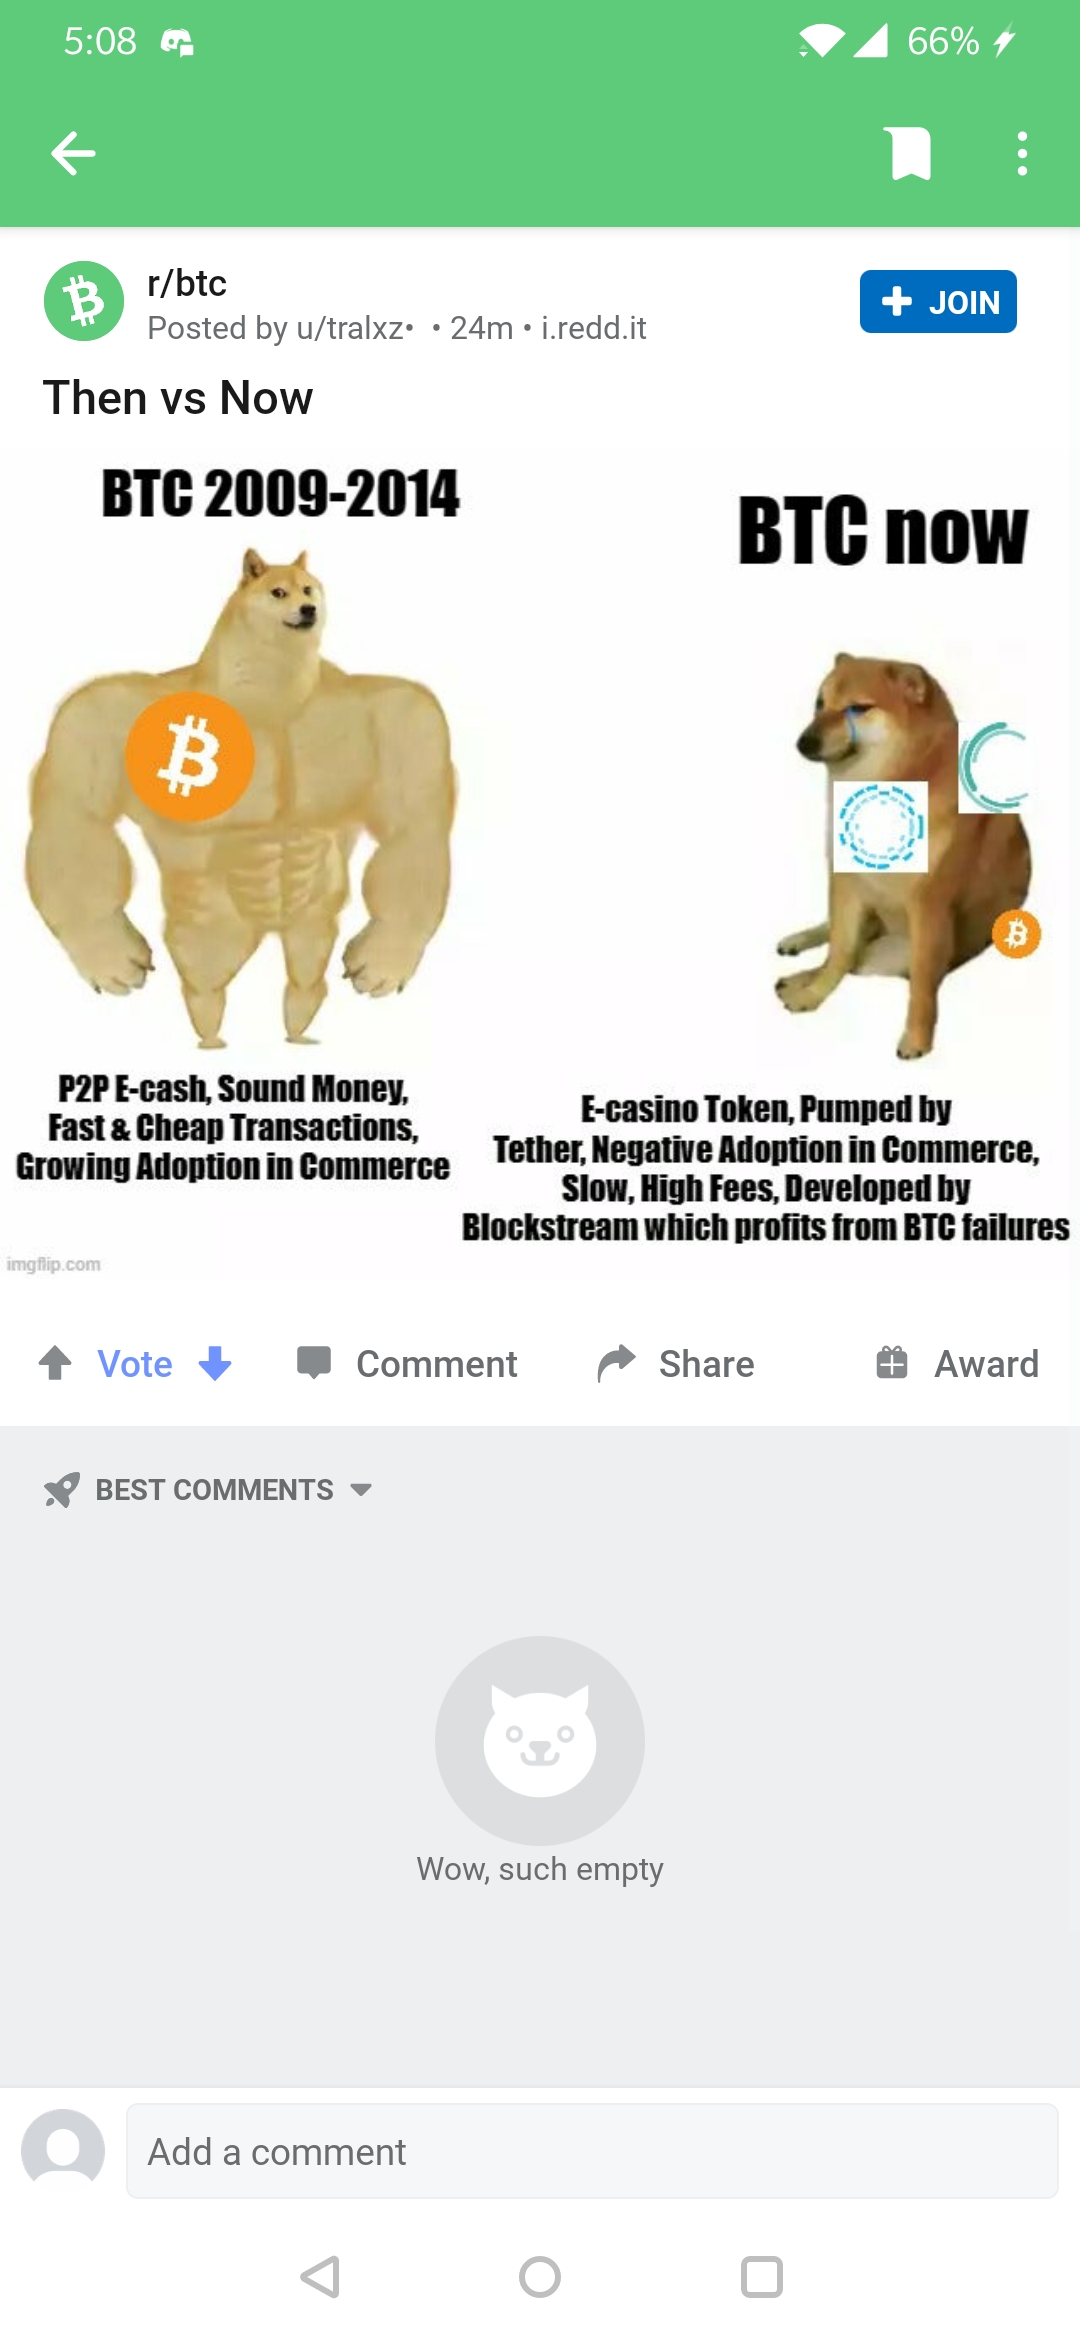 5:08
66%
r/btc
Posted by u/tralxz• • 24m • i.redd.it
JOIN
Then vs Now
BTC 2009-2014
BTC now
P2P E-cash, Sound Money,
Fast & Cheap Transactions,
Growing Adoption in Commerce
E-casino Token, Pumped by
Tether, Negative Adoption in Commerce,
Slow, High Fees, Developed by
Blockstream which profits from BTC failures
imgflip.com
Vote
Comment
Share
Award
BEST COMMENTS
Wow, such empty
Add a comment